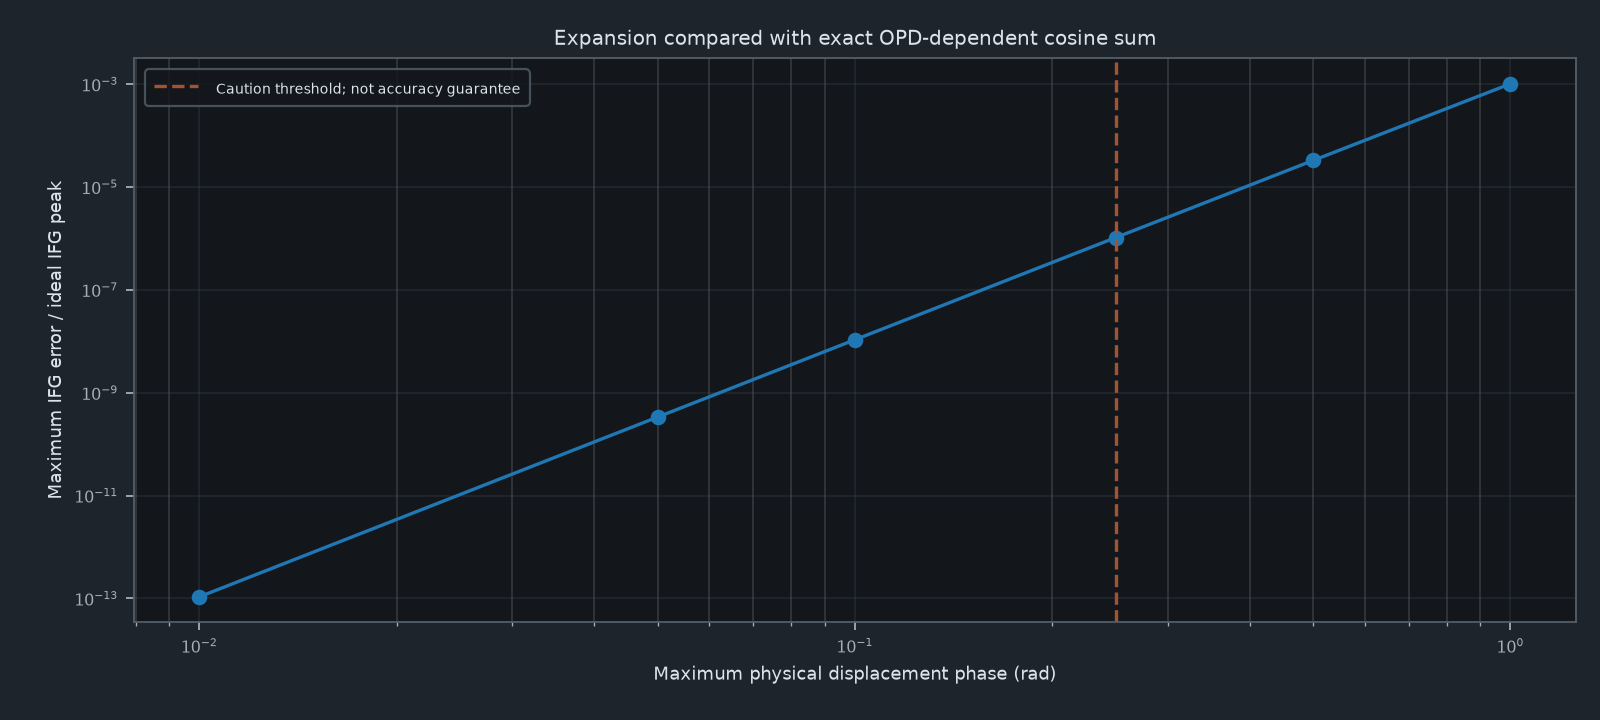 Expansion compared with exact OPD-dependent cosine sum
Caution threshold; not accuracy guarantee
Maximum IFG error / ideal IFG peak
10⁻³
10⁻⁵
10⁻⁷
10⁻⁹
10⁻¹¹
10⁻¹³
10⁻²
10⁻¹
10⁰
Maximum physical displacement phase (rad)